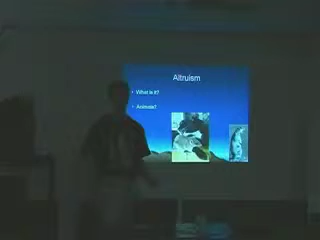 Altruism
• What is it?
• Animals?